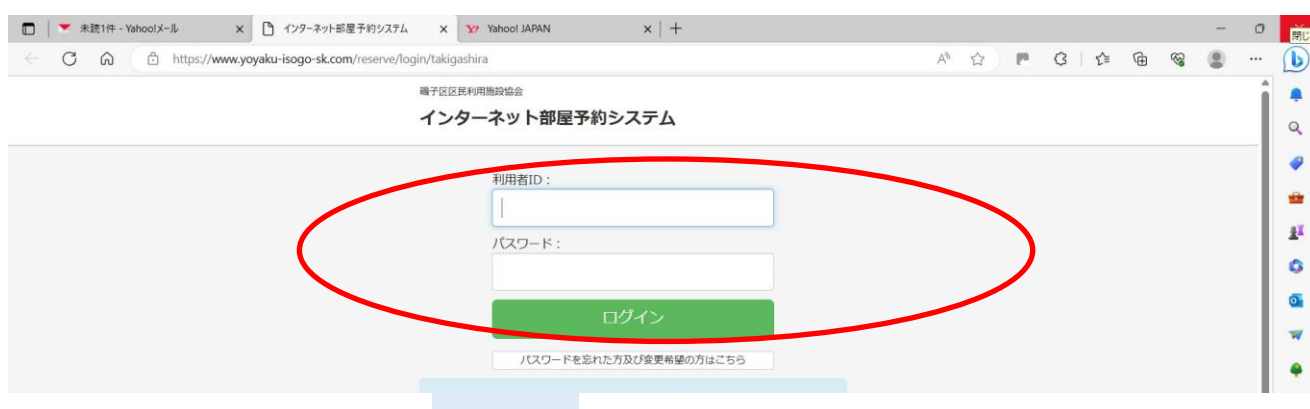 未読1件 - Yahoo!メール
インターネット部屋予約システム
Y! Yahoo! JAPAN
閉じ
https://www.yoyaku-isogo-sk.com/reserve/login/takigashira
磯子区区民利用施設協会
インターネット部屋予約システム
利用者ID：
パスワード：
ログイン
パスワードを忘れた方及び変更希望の方はこちら